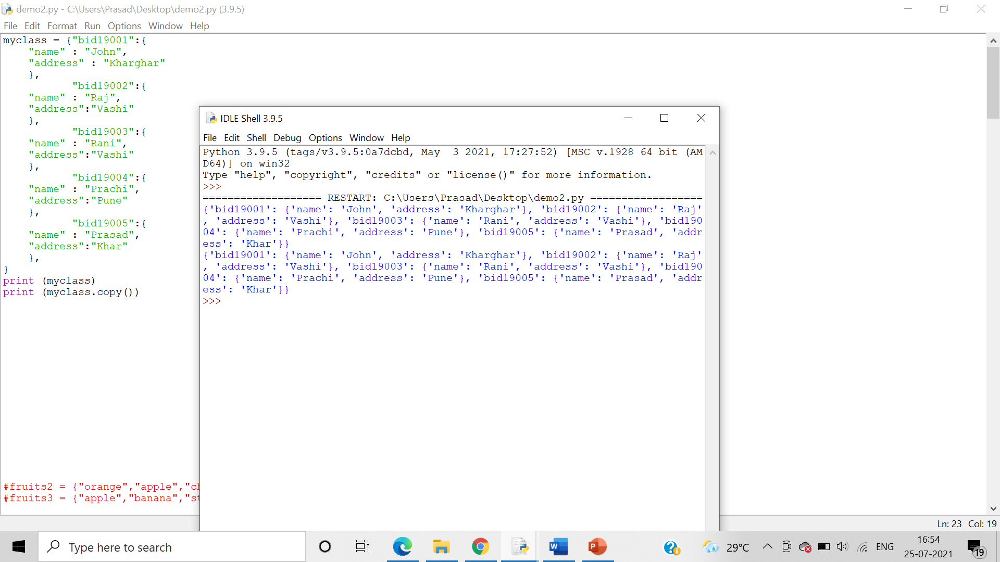 demo2.py - C:\Users\Prasad\Desktop\demo2.py (3.9.5)
File Edit Format Run Options Window Help
myclass = {"bid19001":{
    "name" : "John",
    "address" : "Kharghar"
    },
           "bid19002":{
    "name" : "Raj",
    "address":"Vashi"
    },
           "bid19003":{
    "name" : "Rani",
    "address":"Vashi"
    },
           "bid19004":{
    "name" : "Prachi",
    "address":"Pune"
    },
           "bid19005":{
    "name" : "Prasad",
    "address":"Khar"
    },
}
print (myclass)
print (myclass.copy())
#fruits2 = {"orange","apple","ch
#fruits3 = {"apple","banana","st
IDLE Shell 3.9.5
File Edit Shell Debug Options Window Help
Python 3.9.5 (tags/v3.9.5:0a7dcbd, May  3 2021, 17:27:52) [MSC v.1928 64 bit (AM
D64)] on win32
Type "help", "copyright", "credits" or "license()" for more information.
>>>
=================== RESTART: C:\Users\Prasad\Desktop\demo2.py ==================
{'bid19001': {'name': 'John', 'address': 'Kharghar'}, 'bid19002': {'name': 'Raj'
, 'address': 'Vashi'}, 'bid19003': {'name': 'Rani', 'address': 'Vashi'}, 'bid190
04': {'name': 'Prachi', 'address': 'Pune'}, 'bid19005': {'name': 'Prasad', 'addr
ess': 'Khar'}}
{'bid19001': {'name': 'John', 'address': 'Kharghar'}, 'bid19002': {'name': 'Raj'
, 'address': 'Vashi'}, 'bid19003': {'name': 'Rani', 'address': 'Vashi'}, 'bid190
04': {'name': 'Prachi', 'address': 'Pune'}, 'bid19005': {'name': 'Prasad', 'addr
ess': 'Khar'}}
>>>
Ln: 23 Col: 19
Type here to search
29°C
ENG
16:54
25-07-2021
19